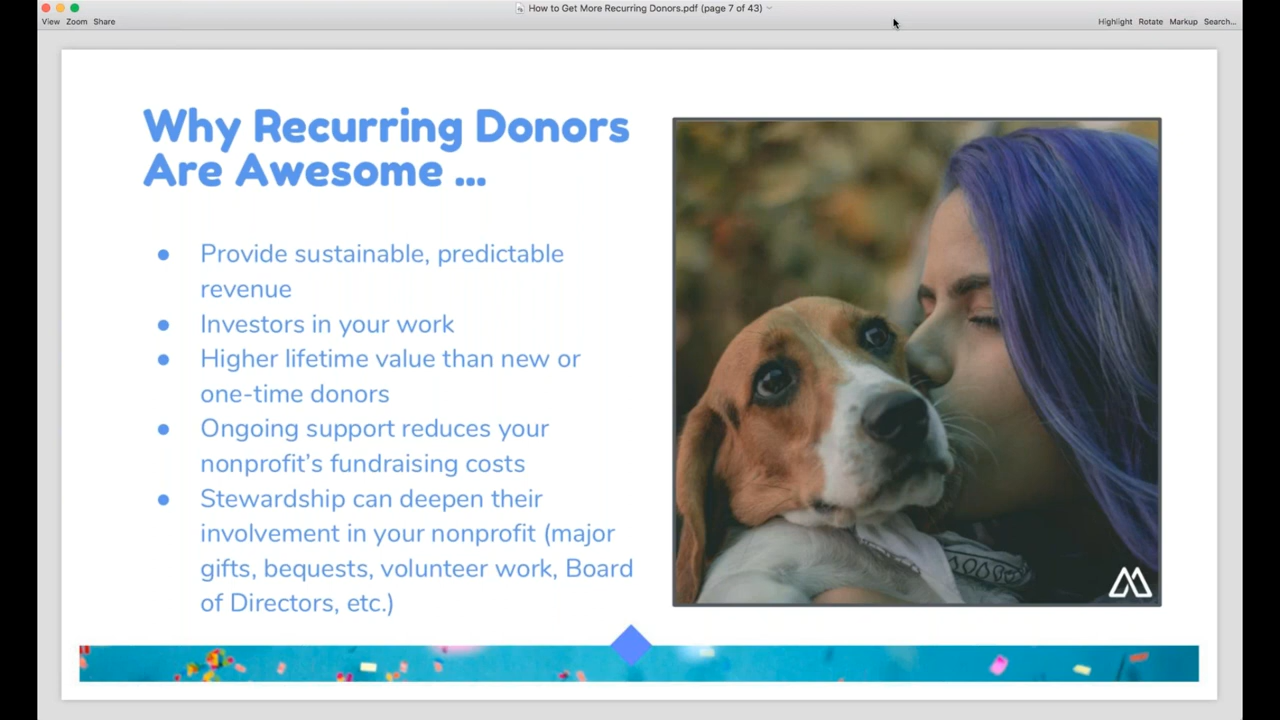 How to Get More Recurring Donors.pdf (page 7 of 43)
View Zoom Share
Highlight Rotate Markup Search...
Why Recurring Donors
Are Awesome ...
● Provide sustainable, predictable
revenue
● Investors in your work
● Higher lifetime value than new or
one-time donors
● Ongoing support reduces your
nonprofit’s fundraising costs
● Stewardship can deepen their
involvement in your nonprofit (major
gifts, bequests, volunteer work, Board
of Directors, etc.)